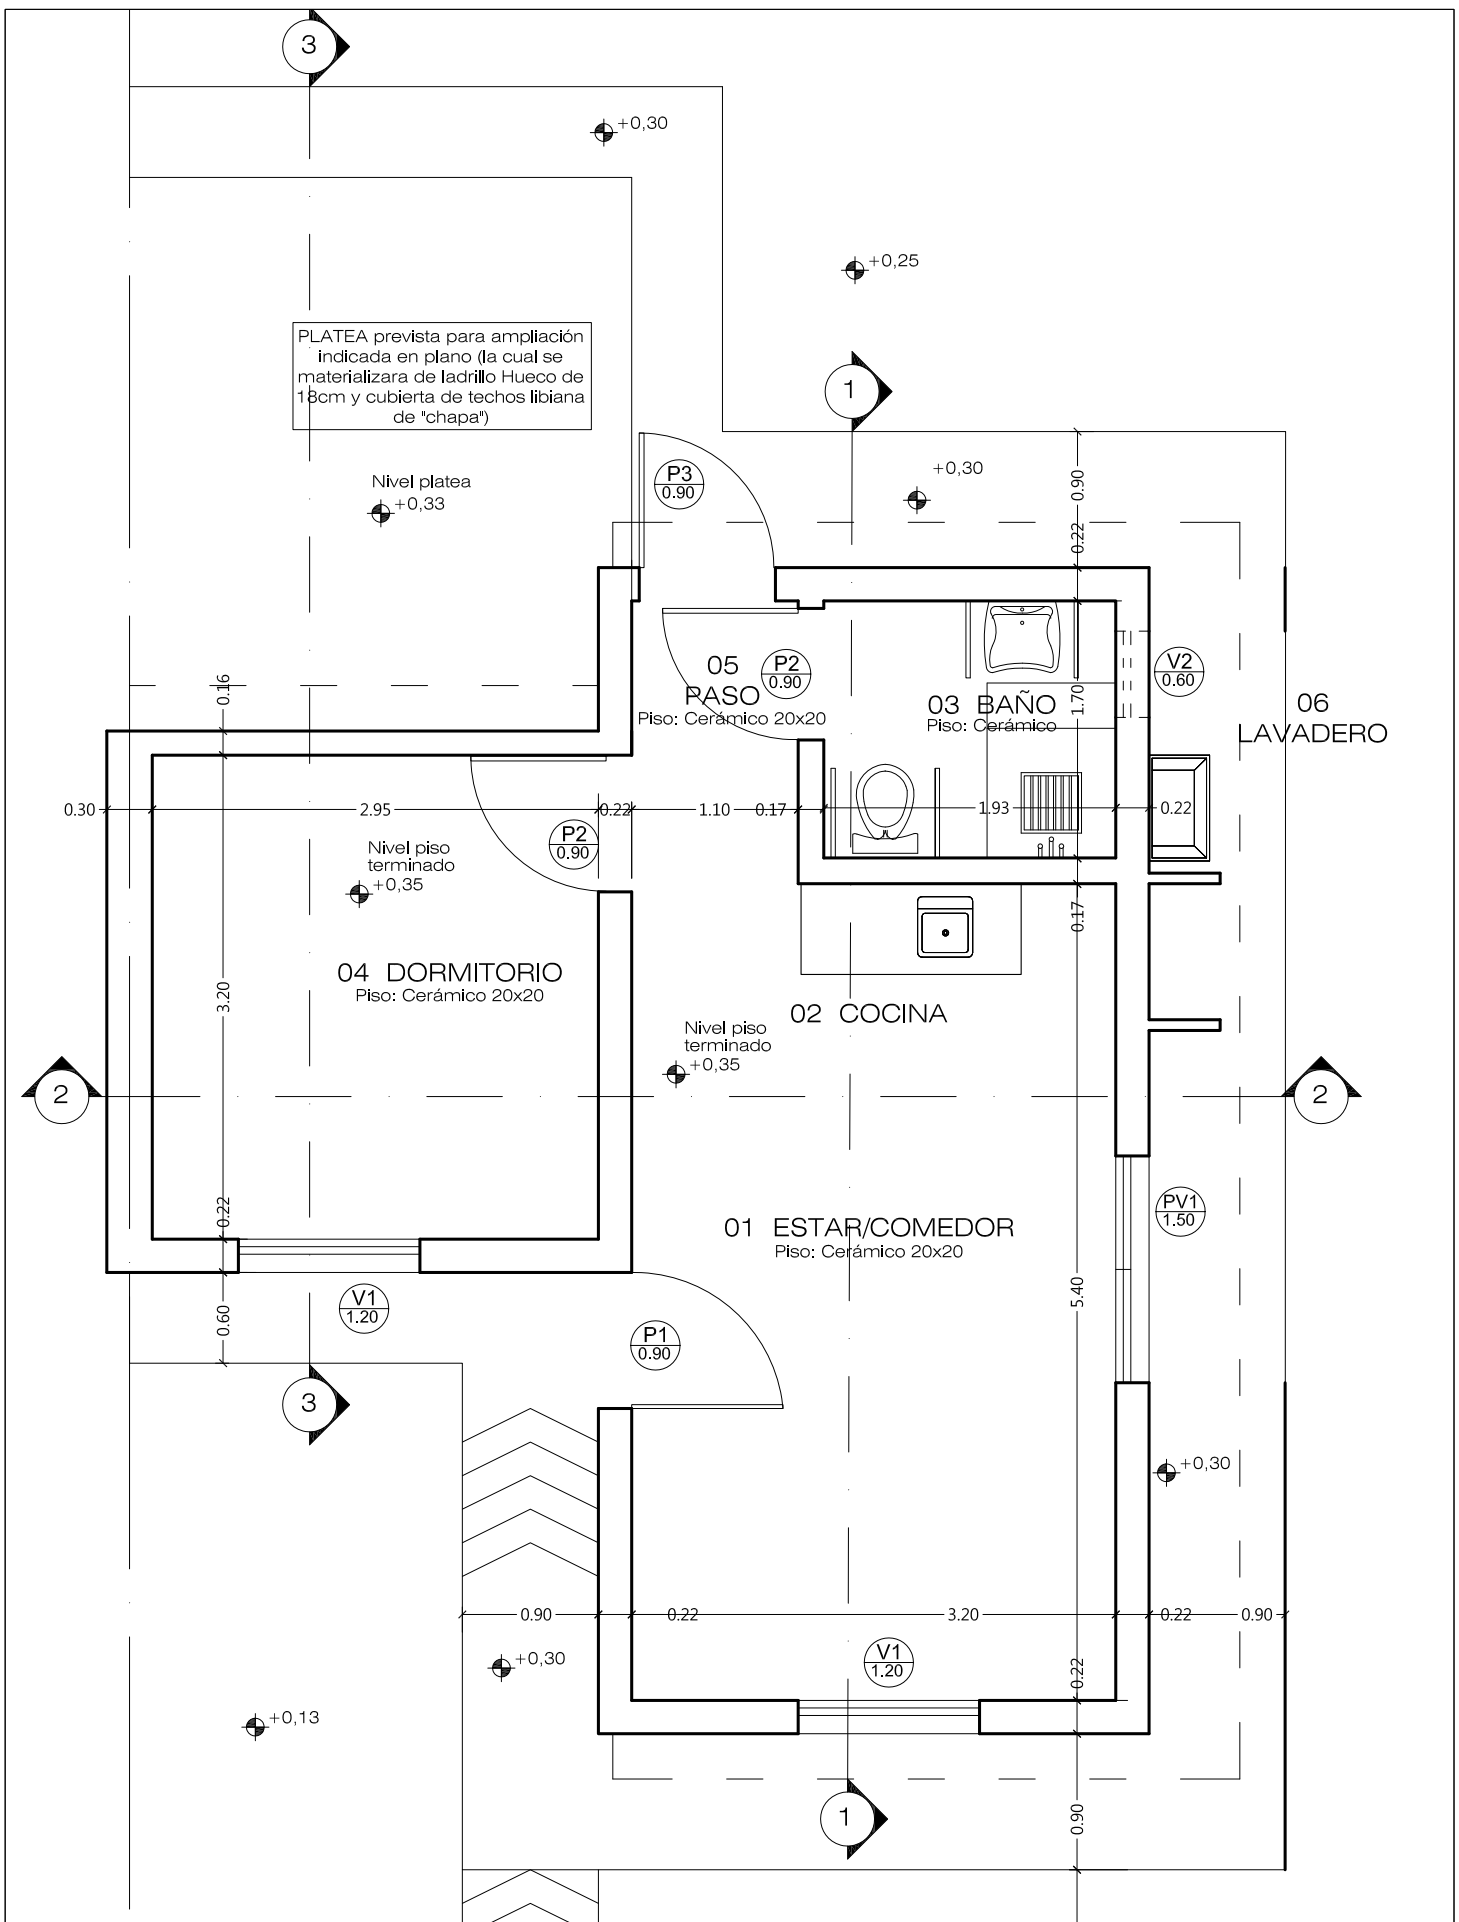 3
+0,30
+0,25
PLATEA prevista para ampliación
indicada en plano (la cual se
materializara de ladrillo Hueco de
18cm y cubierta de techos libiana
de "chapa")
1
P3
0.90
+0,30
0.90
Nivel platea
+0,33
0.22
05
PASO
Piso: Cerámico 20x20
P2
0.90
03 BAÑO
Piso: Cerámico
1.70
V2
0.60
06
LAVADERO
0.16
0.30
2.95
0.22
1.10
0.17
1.93
0.22
P2
0.90
Nivel piso
terminado
+0,35
0.17
04 DORMITORIO
Piso: Cerámico 20x20
3.20
02 COCINA
Nivel piso
terminado
+0,35
2
2
0.22
PV1
1.50
01 ESTAR/COMEDOR
Piso: Cerámico 20x20
V1
1.20
0.60
5.40
P1
0.90
3
+0,30
0.90
0.22
3.20
0.22
0.90
V1
1.20
0.22
+0,30
+0,13
1
0.90